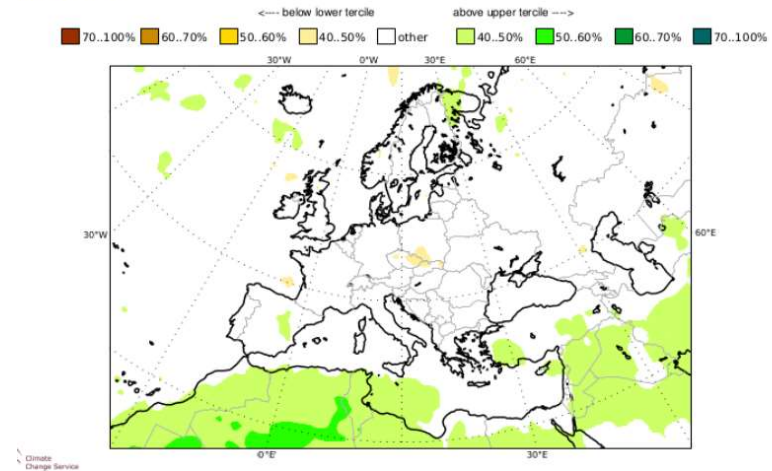 <---- below lower tercile above upper tercile ---->
70..100% 60..70% 50..60% 40..50% other 40..50% 50..60% 60..70% 70..100%
30°W 0°W 30°E 60°E
30°W 60°E
0°E 30°E
Climate
Change Service